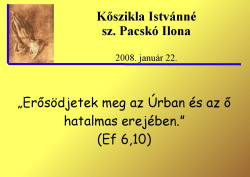 Kőszikla Istvánné
sz. Pacskó Ilona
2008. január 22.
„Erősödjetek meg az Úrban és az ő
hatalmas erejében.”
(Ef 6,10)